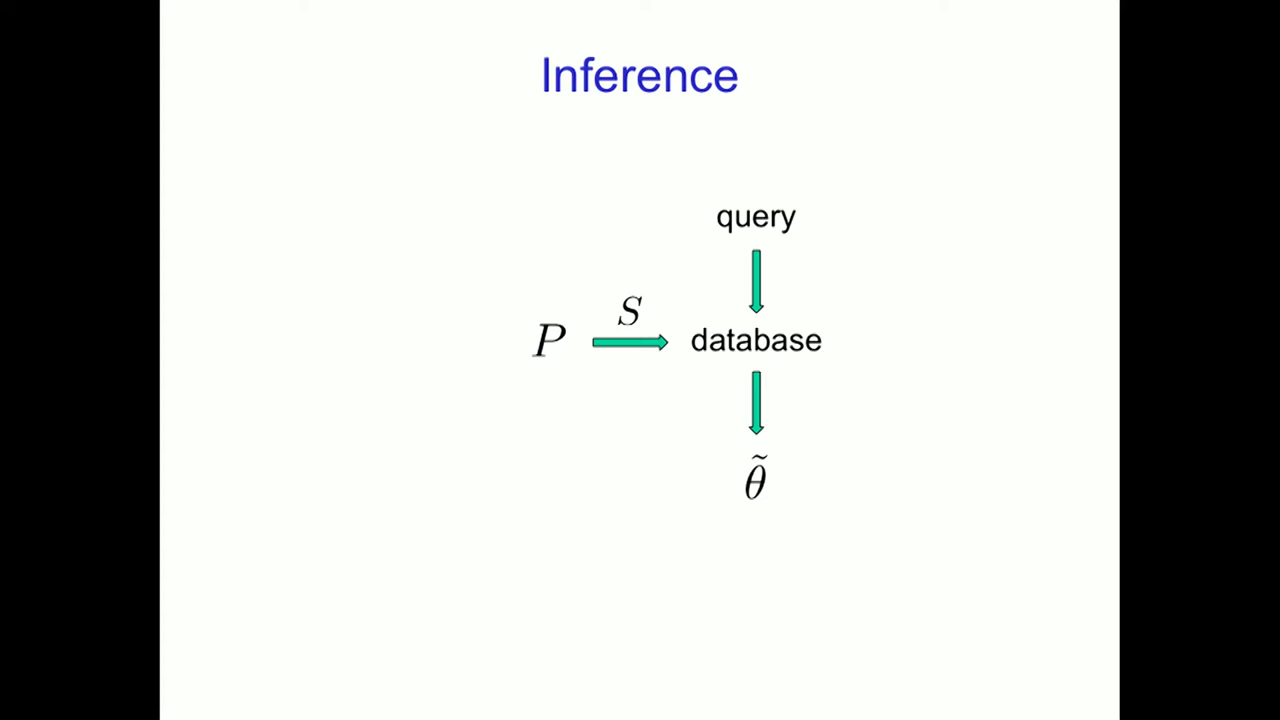 Inference
query
S
P
database
θ̃